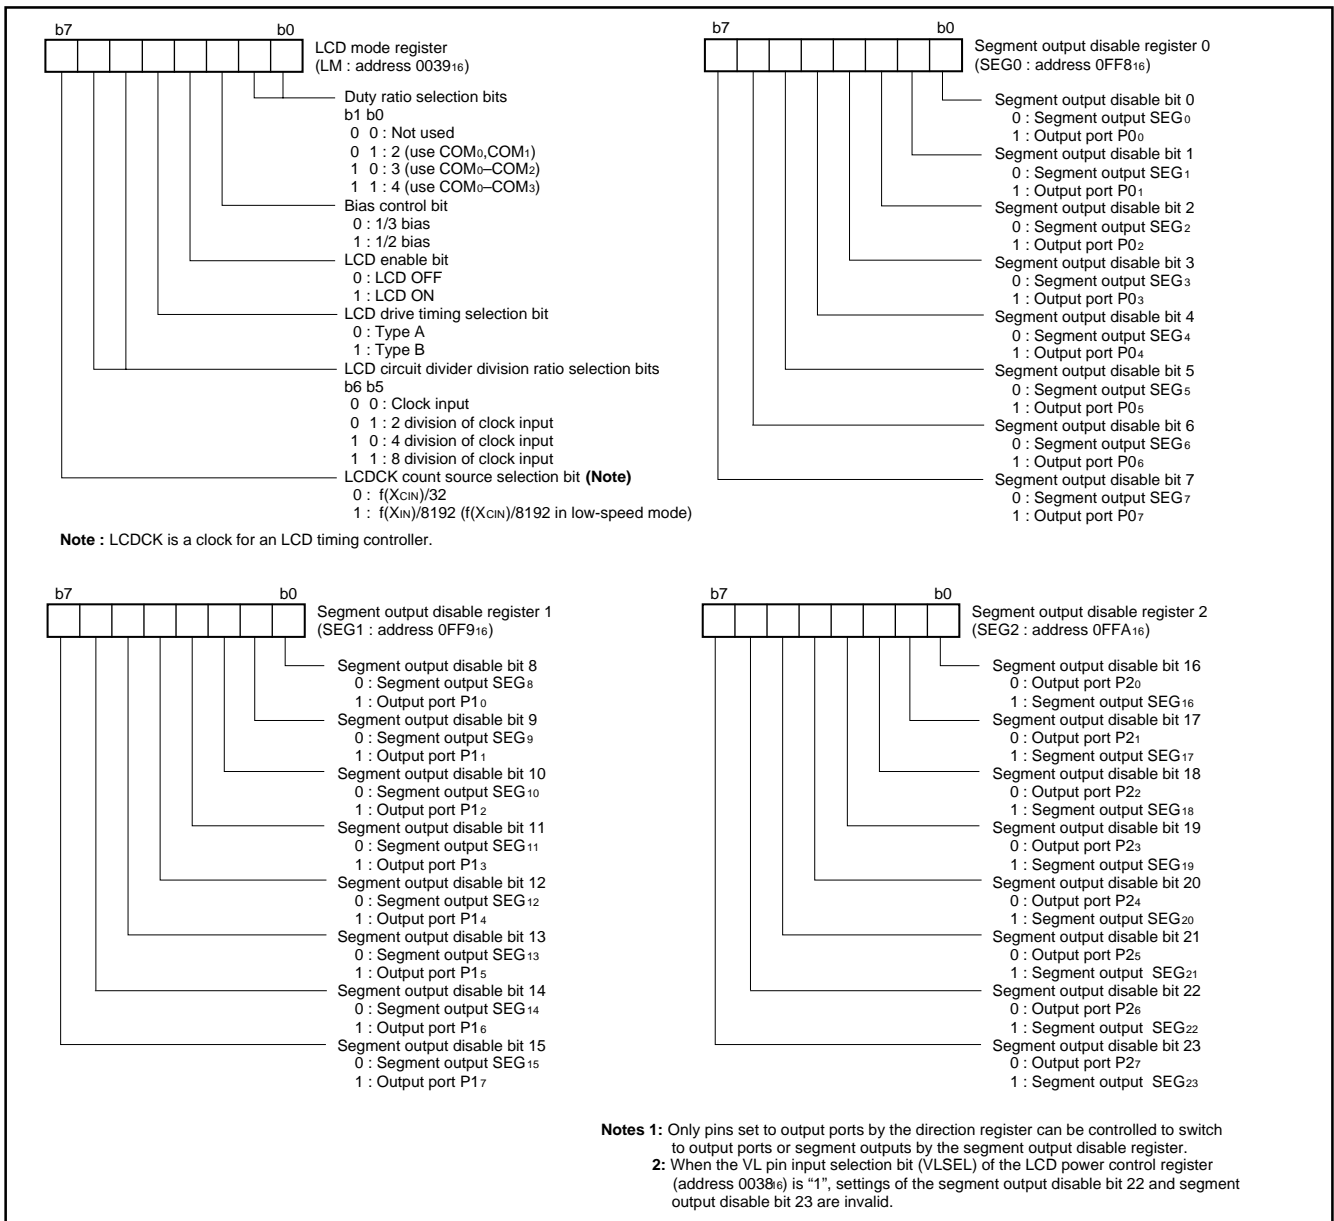 b7 b0
LCD mode register
(LM : address 003916)
Duty ratio selection bits
b1 b0
0 0 : Not used
0 1 : 2 (use COM0,COM1)
1 0 : 3 (use COM0–COM2)
1 1 : 4 (use COM0–COM3)
Bias control bit
0 : 1/3 bias
1 : 1/2 bias
LCD enable bit
0 : LCD OFF
1 : LCD ON
LCD drive timing selection bit
0 : Type A
1 : Type B
LCD circuit divider division ratio selection bits
b6 b5
0 0 : Clock input
0 1 : 2 division of clock input
1 0 : 4 division of clock input
1 1 : 8 division of clock input
LCDCK count source selection bit (Note)
0 : f(XCIN)/32
1 : f(XIN)/8192 (f(XCIN)/8192 in low-speed mode)
Note : LCDCK is a clock for an LCD timing controller.
b7 b0
Segment output disable register 0
(SEG0 : address 0FF816)
Segment output disable bit 0
0 : Segment output SEG0
1 : Output port P00
Segment output disable bit 1
0 : Segment output SEG1
1 : Output port P01
Segment output disable bit 2
0 : Segment output SEG2
1 : Output port P02
Segment output disable bit 3
0 : Segment output SEG3
1 : Output port P03
Segment output disable bit 4
0 : Segment output SEG4
1 : Output port P04
Segment output disable bit 5
0 : Segment output SEG5
1 : Output port P05
Segment output disable bit 6
0 : Segment output SEG6
1 : Output port P06
Segment output disable bit 7
0 : Segment output SEG7
1 : Output port P07
b7 b0
Segment output disable register 1
(SEG1 : address 0FF916)
Segment output disable bit 8
0 : Segment output SEG8
1 : Output port P10
Segment output disable bit 9
0 : Segment output SEG9
1 : Output port P11
Segment output disable bit 10
0 : Segment output SEG10
1 : Output port P12
Segment output disable bit 11
0 : Segment output SEG11
1 : Output port P13
Segment output disable bit 12
0 : Segment output SEG12
1 : Output port P14
Segment output disable bit 13
0 : Segment output SEG13
1 : Output port P15
Segment output disable bit 14
0 : Segment output SEG14
1 : Output port P16
Segment output disable bit 15
0 : Segment output SEG15
1 : Output port P17
b7 b0
Segment output disable register 2
(SEG2 : address 0FFA16)
Segment output disable bit 16
0 : Output port P20
1 : Segment output SEG16
Segment output disable bit 17
0 : Output port P21
1 : Segment output SEG17
Segment output disable bit 18
0 : Output port P22
1 : Segment output SEG18
Segment output disable bit 19
0 : Output port P23
1 : Segment output SEG19
Segment output disable bit 20
0 : Output port P24
1 : Segment output SEG20
Segment output disable bit 21
0 : Output port P25
1 : Segment output SEG21
Segment output disable bit 22
0 : Output port P26
1 : Segment output SEG22
Segment output disable bit 23
0 : Output port P27
1 : Segment output SEG23
Notes 1: Only pins set to output ports by the direction register can be controlled to switch
to output ports or segment outputs by the segment output disable register.
2: When the VL pin input selection bit (VLSEL) of the LCD power control register
(address 003816) is “1”, settings of the segment output disable bit 22 and segment
output disable bit 23 are invalid.